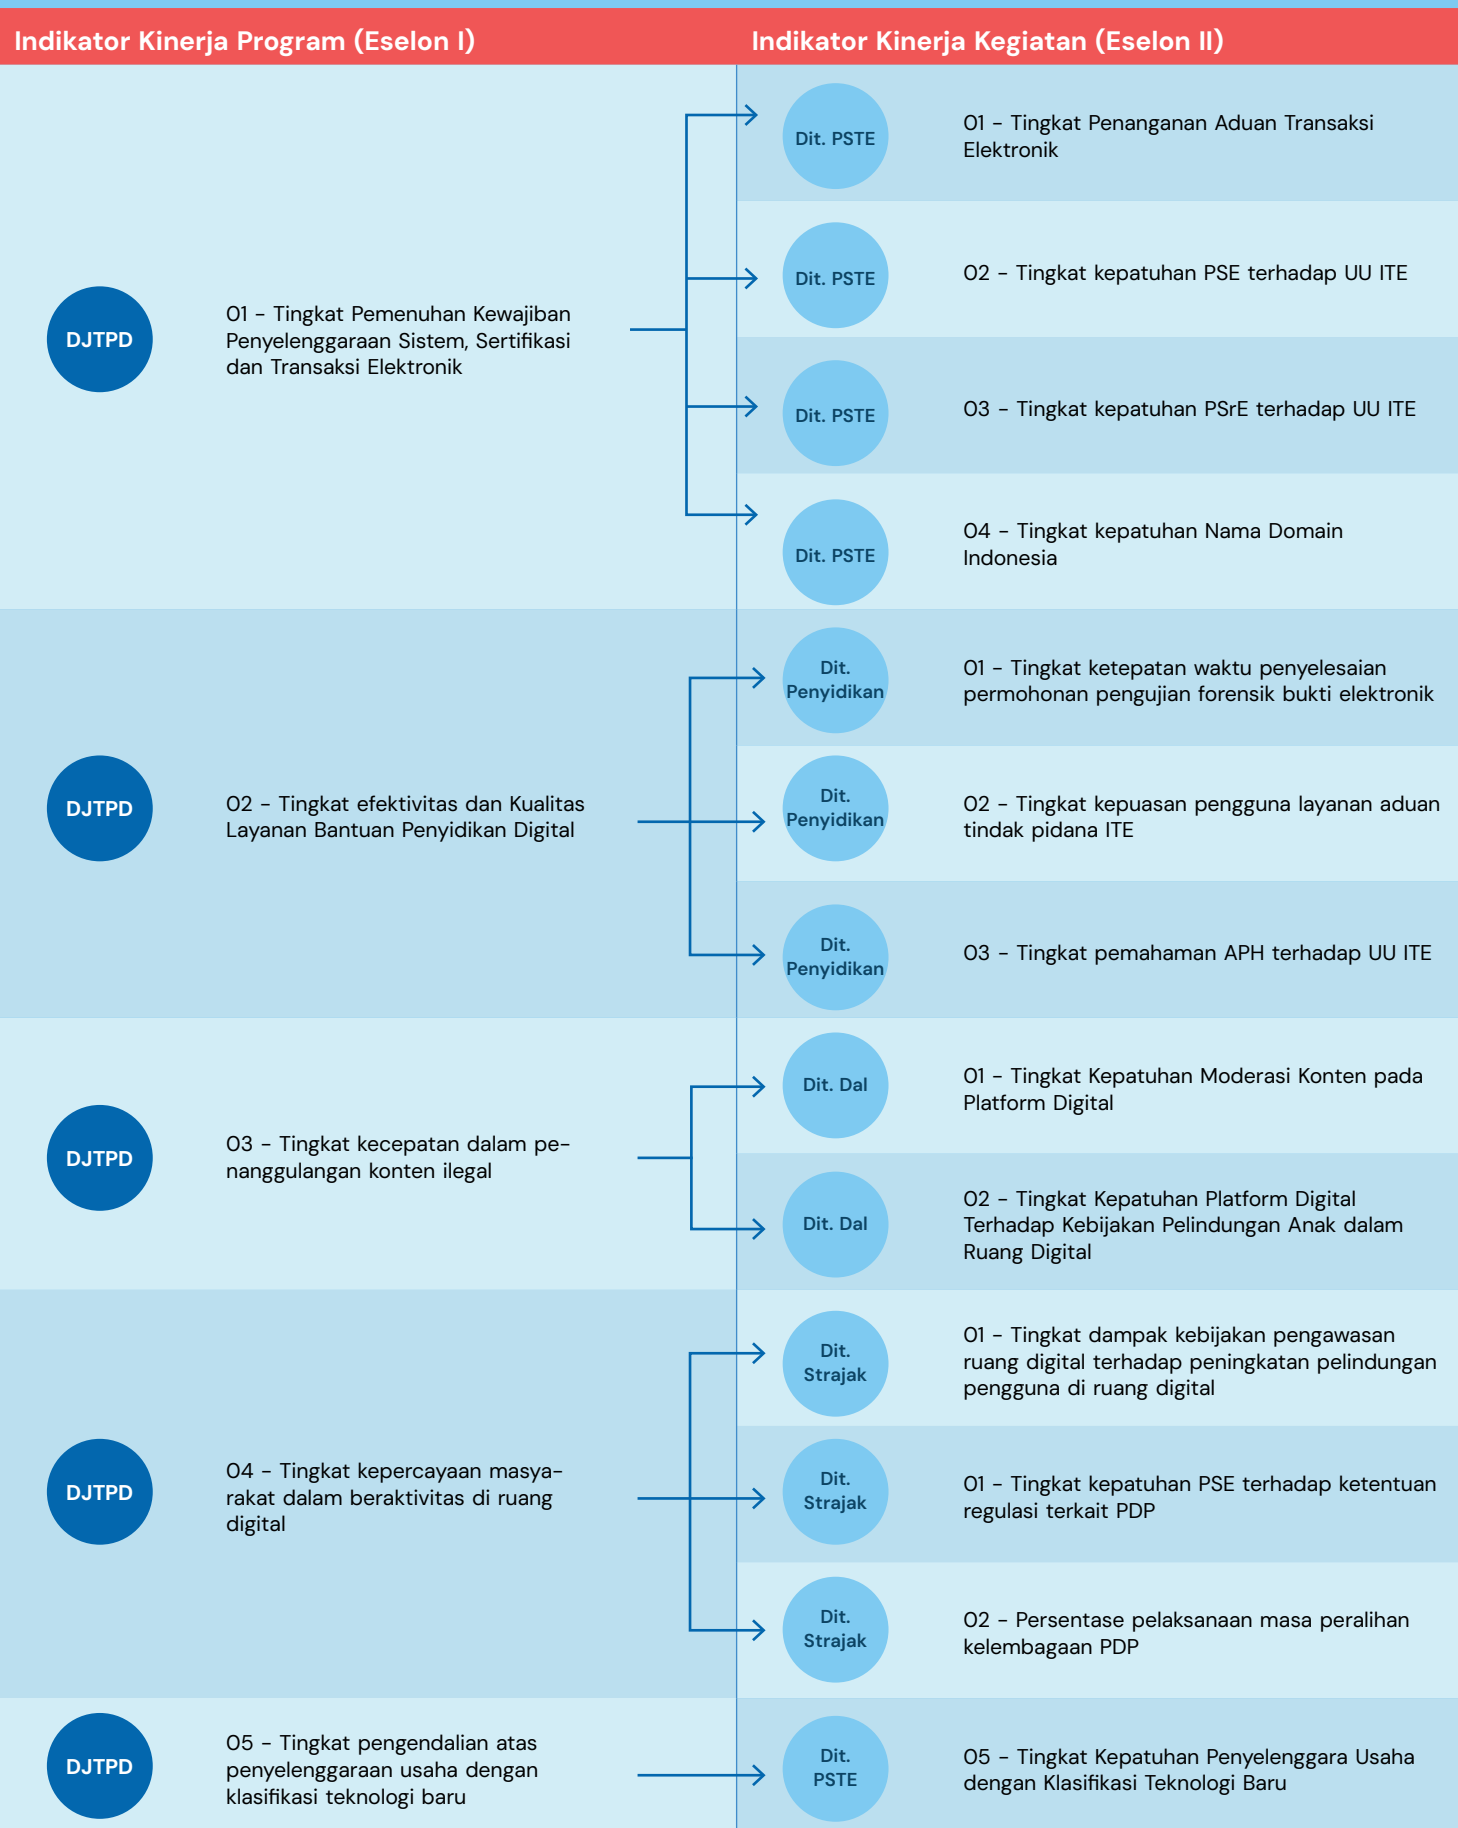 Indikator Kinerja Program (Eselon I)
Indikator Kinerja Kegiatan (Eselon II)
DJTPD
01 – Tingkat Pemenuhan Kewajiban
Penyelenggaraan Sistem, Sertifikasi
dan Transaksi Elektronik
Dit. PSTE
01 – Tingkat Penanganan Aduan Transaksi
Elektronik
Dit. PSTE
02 – Tingkat kepatuhan PSE terhadap UU ITE
Dit. PSTE
03 – Tingkat kepatuhan PSrE terhadap UU ITE
Dit. PSTE
04 – Tingkat kepatuhan Nama Domain
Indonesia
DJTPD
02 – Tingkat efektivitas dan Kualitas
Layanan Bantuan Penyidikan Digital
Dit.
Penyidikan
01 – Tingkat ketepatan waktu penyelesaian
permohonan pengujian forensik bukti elektronik
Dit.
Penyidikan
02 – Tingkat kepuasan pengguna layanan aduan
tindak pidana ITE
Dit.
Penyidikan
03 – Tingkat pemahaman APH terhadap UU ITE
DJTPD
03 – Tingkat kecepatan dalam pe-
nanggulangan konten ilegal
Dit. Dal
01 – Tingkat Kepatuhan Moderasi Konten pada
Platform Digital
Dit. Dal
02 – Tingkat Kepatuhan Platform Digital
Terhadap Kebijakan Pelindungan Anak dalam
Ruang Digital
DJTPD
04 – Tingkat kepercayaan masya-
rakat dalam beraktivitas di ruang
digital
Dit.
Strajak
01 – Tingkat dampak kebijakan pengawasan
ruang digital terhadap peningkatan pelindungan
pengguna di ruang digital
Dit.
Strajak
01 – Tingkat kepatuhan PSE terhadap ketentuan
regulasi terkait PDP
Dit.
Strajak
02 – Persentase pelaksanaan masa peralihan
kelembagaan PDP
DJTPD
05 – Tingkat pengendalian atas
penyelenggaraan usaha dengan
klasifikasi teknologi baru
Dit.
PSTE
05 – Tingkat Kepatuhan Penyelenggara Usaha
dengan Klasifikasi Teknologi Baru